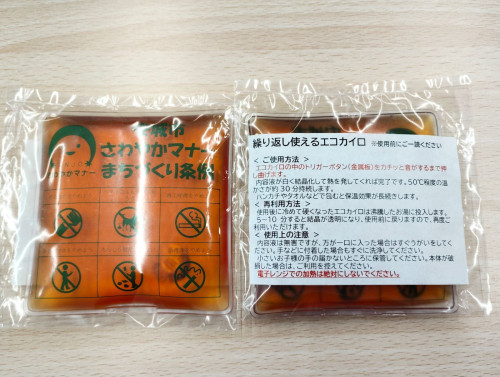 さわやかマナー
まちづくり条例
繰り返し使えるエコカイロ ※使用前にご一読ください
< ご使用方法 >
エコカイロの中のトリガーボタン(金属板)をカチッと音がするまで押
し曲げます。
内容液が白く結晶化して熱を発してくれば完了です。50℃程度の温
かさが約30分持続します。
ハンカチやタオルなどで包むと保温効果が長続きします。
< 再利用方法 >
使用後に冷めて硬くなったエコカイロは沸騰したお湯に投入します。
5～10 分すると結晶が透明になり、使用前に戻りますので、再度ご
利用いただけます。
< 使用上の注意 >
内容液は無害ですが、万が一口に入った場合はすぐうがいをしてく
ださい。手などに付着した場合もすぐに洗浄してください。
小さいお子様の手の届かないところに保管してください。本体が破
損した場合は、ご利用を控えてください。
電子レンジでの加熱は絶対にしないでください。